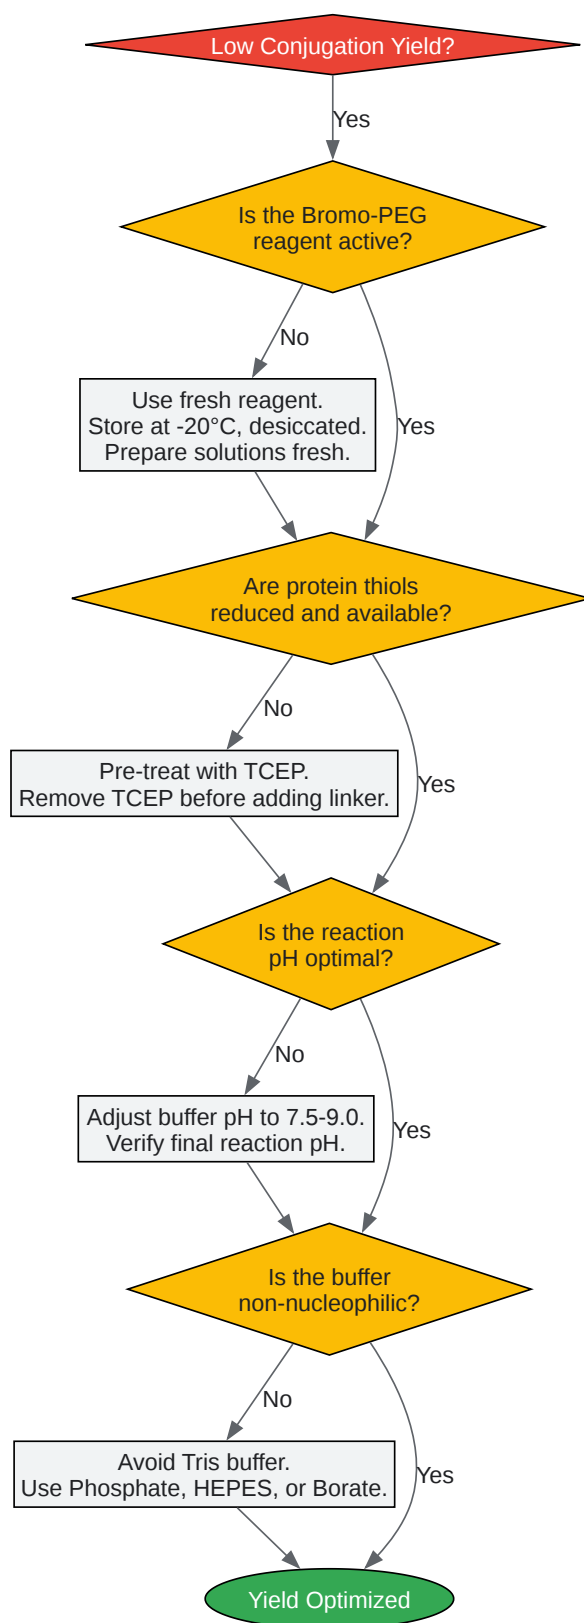 Low Conjugation Yield?
Yes
Is the Bromo-PEG
reagent active?
No
Use fresh reagent.
Store at -20°C, desiccated.
Prepare solutions fresh.
Yes
Are protein thiols
reduced and available?
No
Pre-treat with TCEP.
Remove TCEP before adding linker.
Yes
Is the reaction
pH optimal?
No
Adjust buffer pH to 7.5-9.0.
Verify final reaction pH.
Yes
Is the buffer
non-nucleophilic?
No
Avoid Tris buffer.
Use Phosphate, HEPES, or Borate.
Yes
Yield Optimized